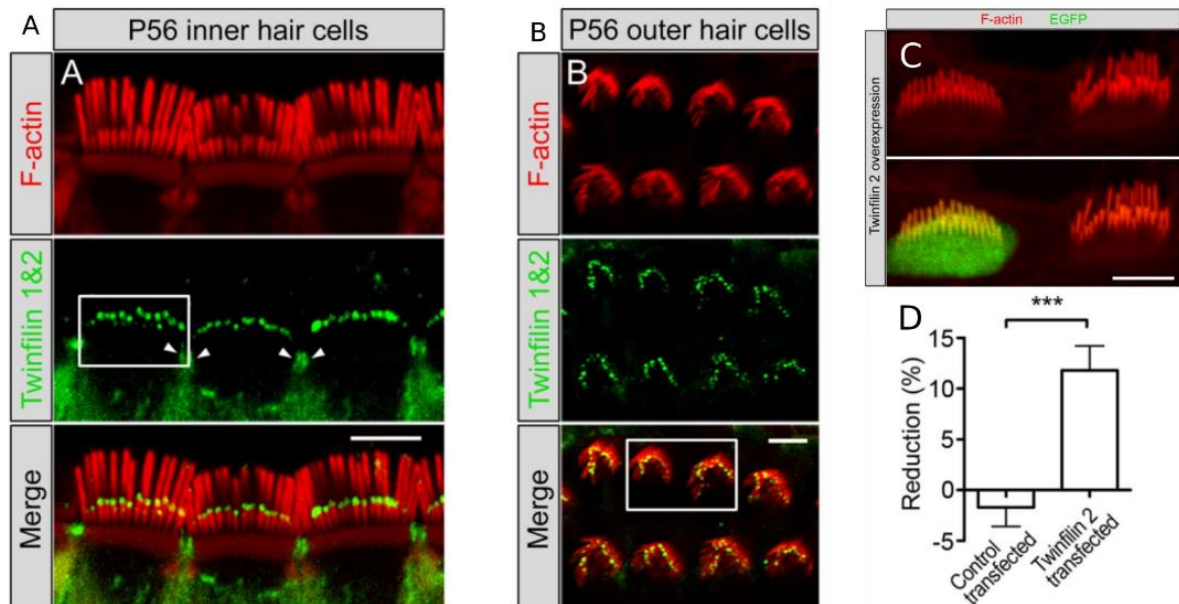 A
P56 inner hair cells
A
F-actin
Twinfilin 1&2
Merge
B
P56 outer hair cells
B
F-actin
Twinfilin 1&2
Merge
F-actin EGFP
C
Twinfilin 2 overexpression
D
***
Reduction (%)
15
10
5
0
-5
Control
transfected
Twinfilin 2
transfected